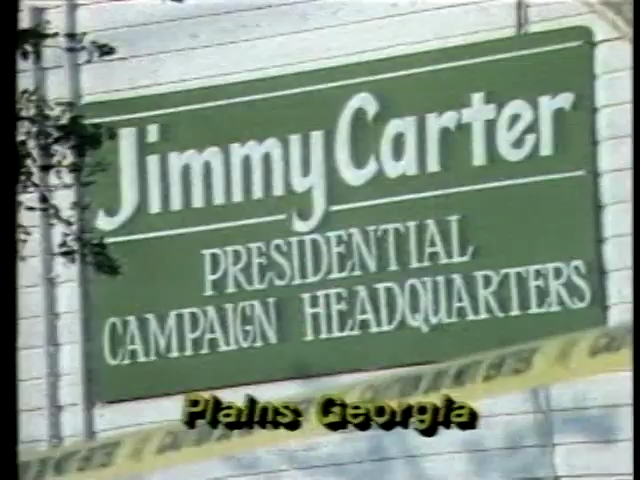 Jimmy Carter
PRESIDENTIAL
CAMPAIGN HEADQUARTERS
Plains Georgia